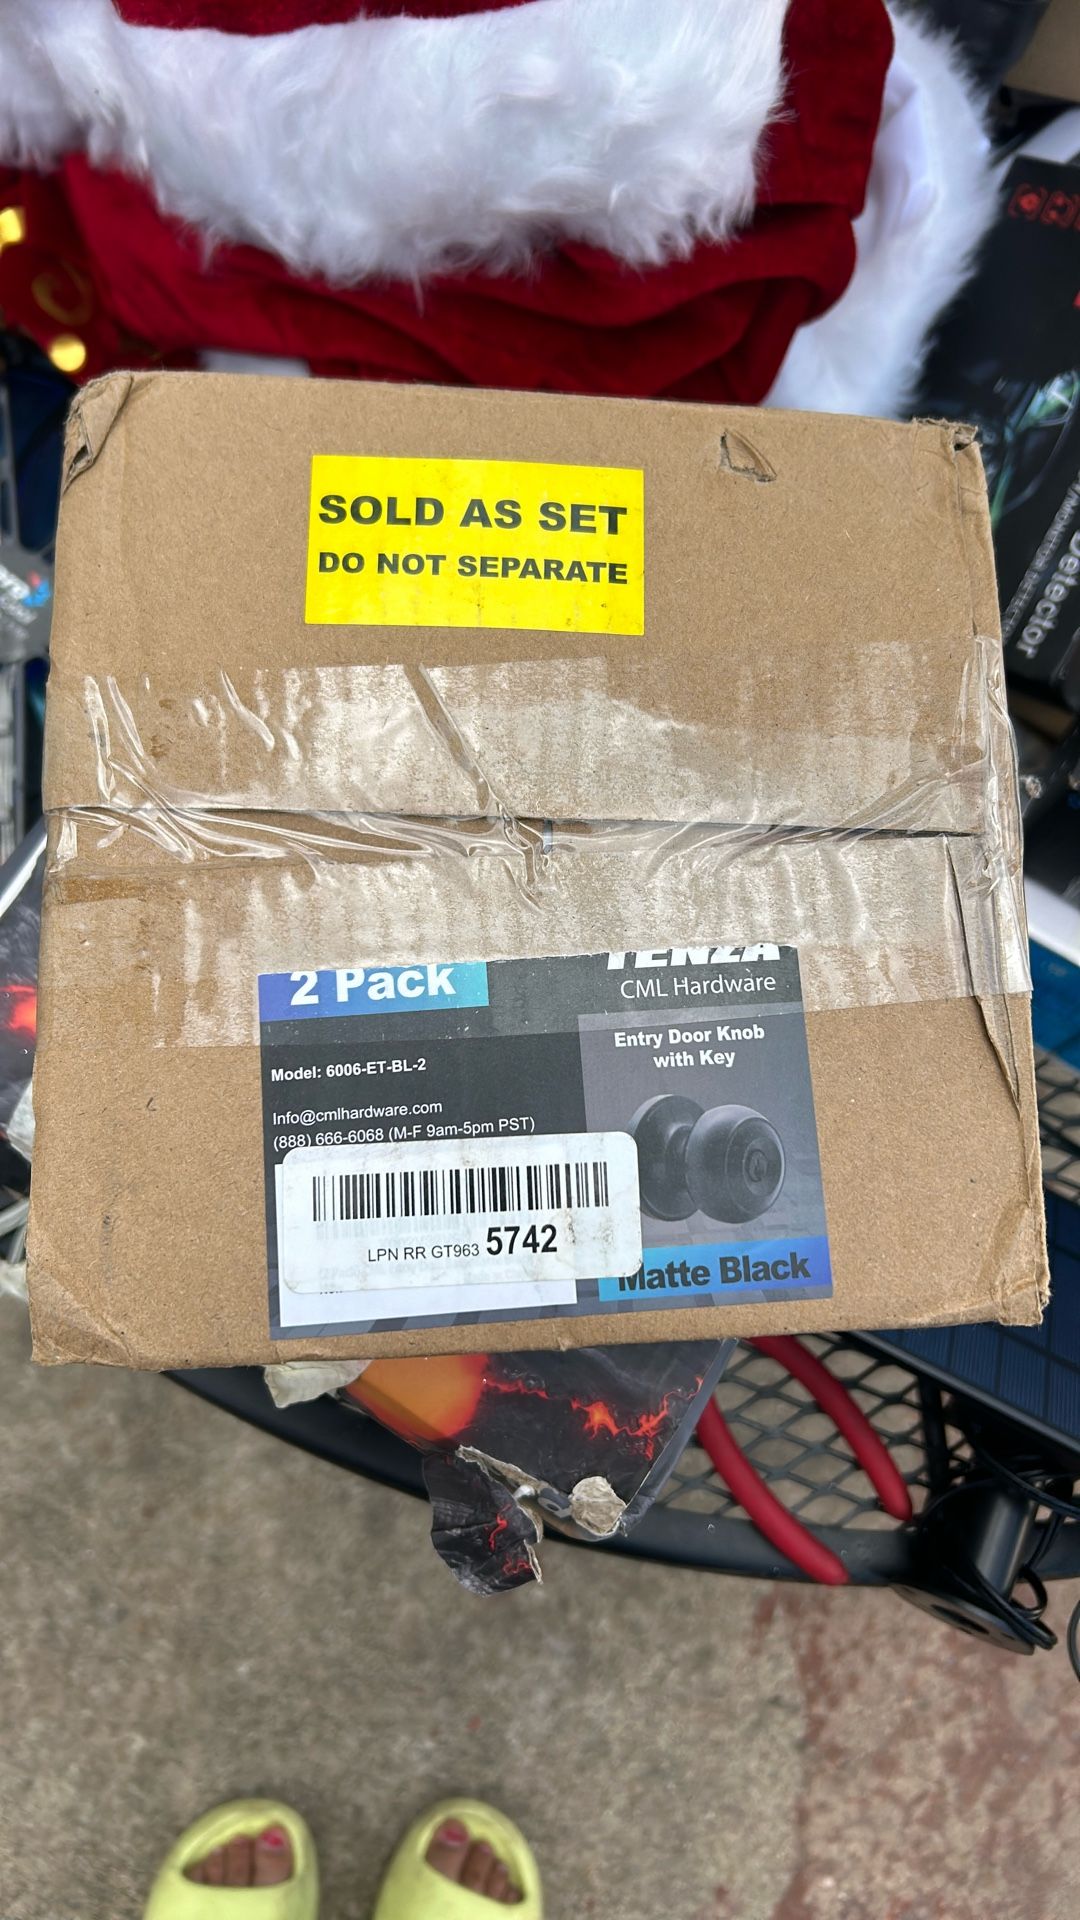 SOLD AS SET
DO NOT SEPARATE
2 Pack
TENZA
CML Hardware
Entry Door Knob
with Key
Model: 6006-ET-BL-2
Info@cmlhardware.com
(888) 666-6068 (M-F 9am-5pm PST)
LPN RR GT963 5742
Matte Black
Detector